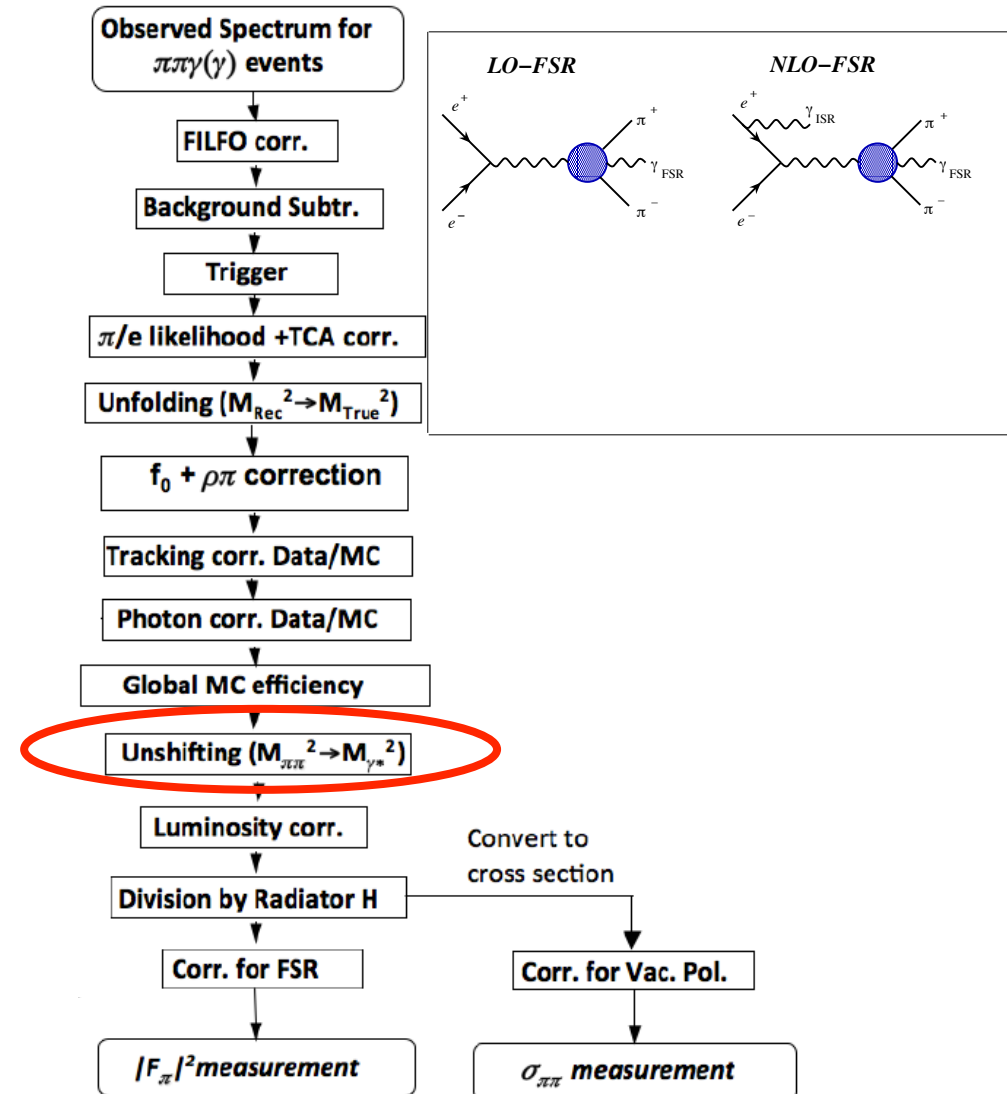 Observed Spectrum for
ππγ(γ) events
FILFO corr.
Background Subtr.
Trigger
π/e likelihood +TCA corr.
Unfolding (M_Rec²→M_True²)
f₀ + ρπ correction
Tracking corr. Data/MC
Photon corr. Data/MC
Global MC efficiency
Unshifting (M_ππ²→M_γ*²)
Luminosity corr.
Division by Radiator H
Convert to
cross section
Corr. for FSR
Corr. for Vac. Pol.
|F_π|² measurement
σ_ππ measurement
LO–FSR
e⁺
π⁺
γ_FSR
π⁻
e⁻
NLO–FSR
e⁺
γ_ISR
π⁺
γ_FSR
π⁻
e⁻